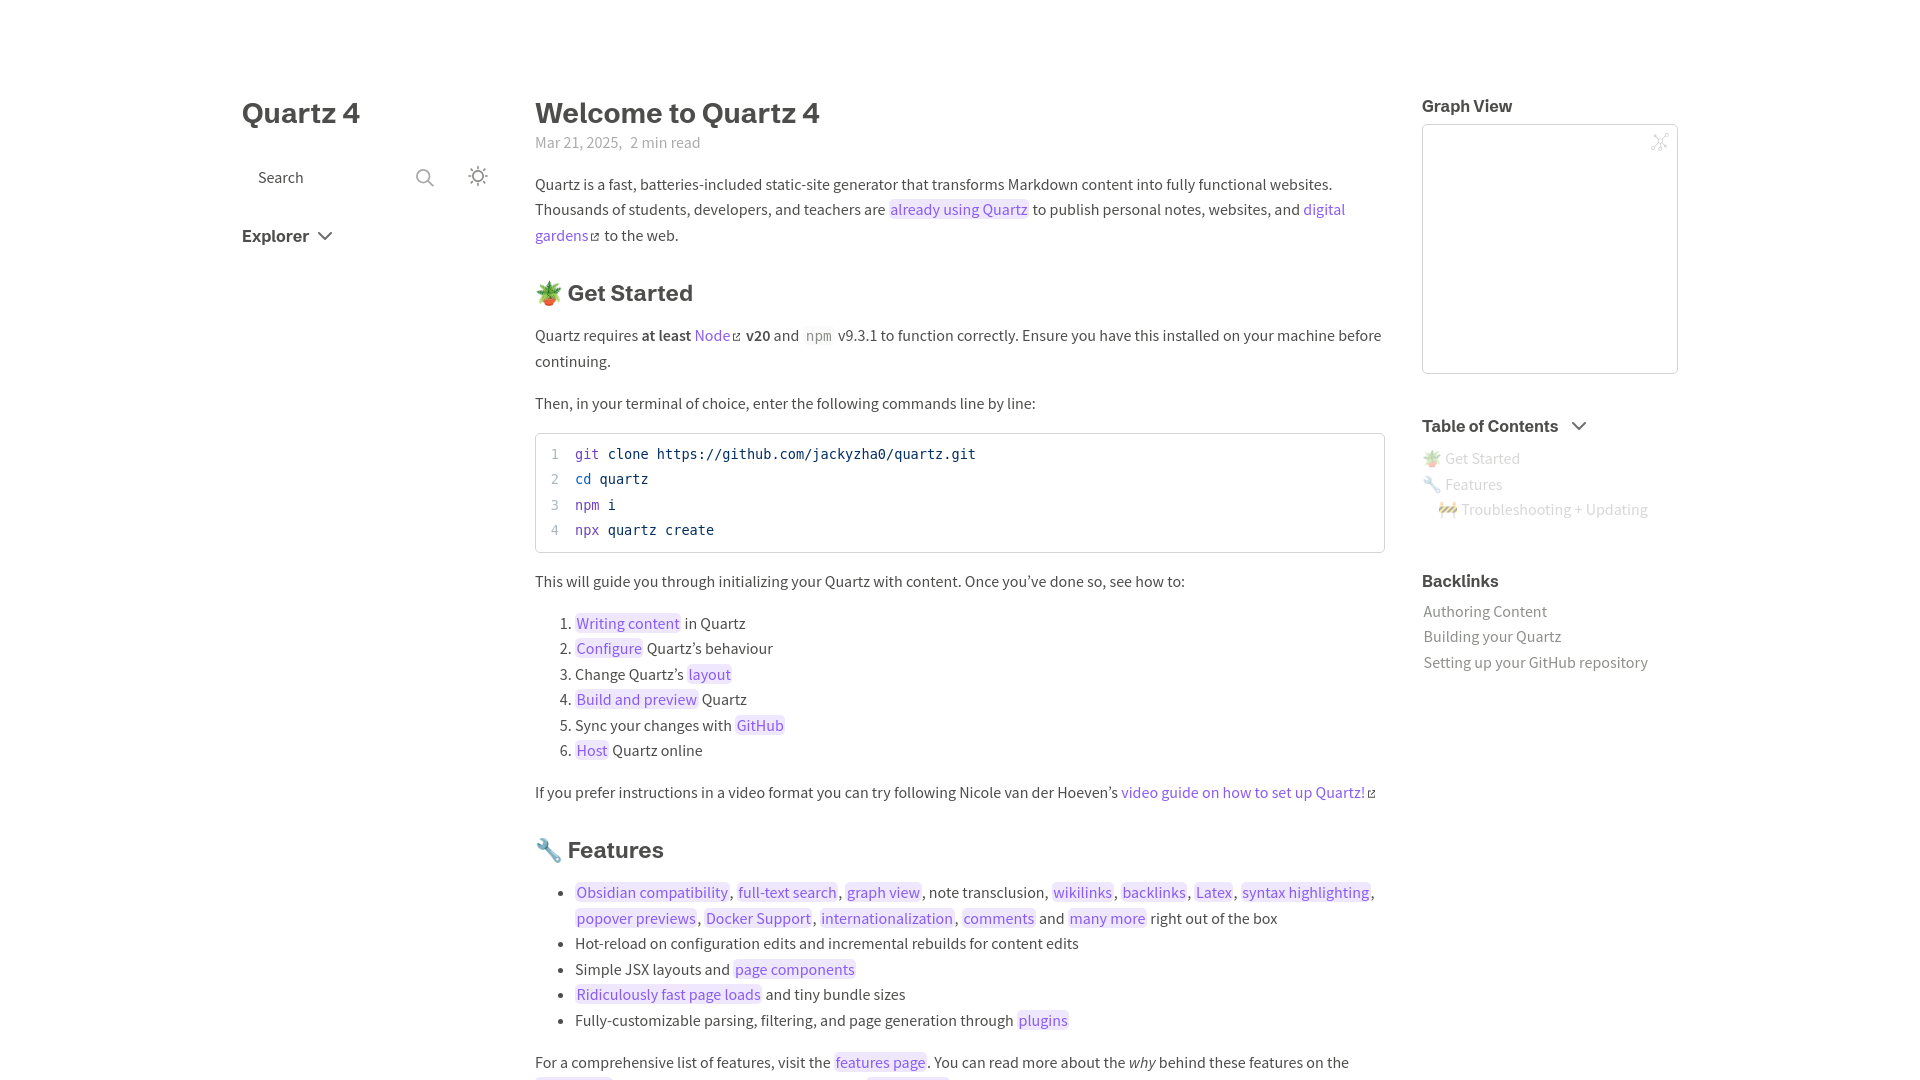 Quartz 4
Search
Explorer
Welcome to Quartz 4
Mar 21, 2025, 2 min read
Quartz is a fast, batteries-included static-site generator that transforms Markdown content into fully functional websites.
Thousands of students, developers, and teachers are already using Quartz to publish personal notes, websites, and digital
gardens to the web.
🪴 Get Started
Quartz requires at least Node v20 and npm v9.3.1 to function correctly. Ensure you have this installed on your machine before
continuing.
Then, in your terminal of choice, enter the following commands line by line:
1 git clone https://github.com/jackyzha0/quartz.git
2 cd quartz
3 npm i
4 npx quartz create
This will guide you through initializing your Quartz with content. Once you’ve done so, see how to:
1. Writing content in Quartz
2. Configure Quartz’s behaviour
3. Change Quartz’s layout
4. Build and preview Quartz
5. Sync your changes with GitHub
6. Host Quartz online
If you prefer instructions in a video format you can try following Nicole van der Hoeven’s video guide on how to set up Quartz!
🔧 Features
• Obsidian compatibility, full-text search, graph view, note transclusion, wikilinks, backlinks, Latex, syntax highlighting,
popover previews, Docker Support, internationalization, comments and many more right out of the box
• Hot-reload on configuration edits and incremental rebuilds for content edits
• Simple JSX layouts and page components
• Ridiculously fast page loads and tiny bundle sizes
• Fully-customizable parsing, filtering, and page generation through plugins
For a comprehensive list of features, visit the features page. You can read more about the why behind these features on the
Graph View
Table of Contents
🪴 Get Started
🔧 Features
🚧 Troubleshooting + Updating
Backlinks
Authoring Content
Building your Quartz
Setting up your GitHub repository